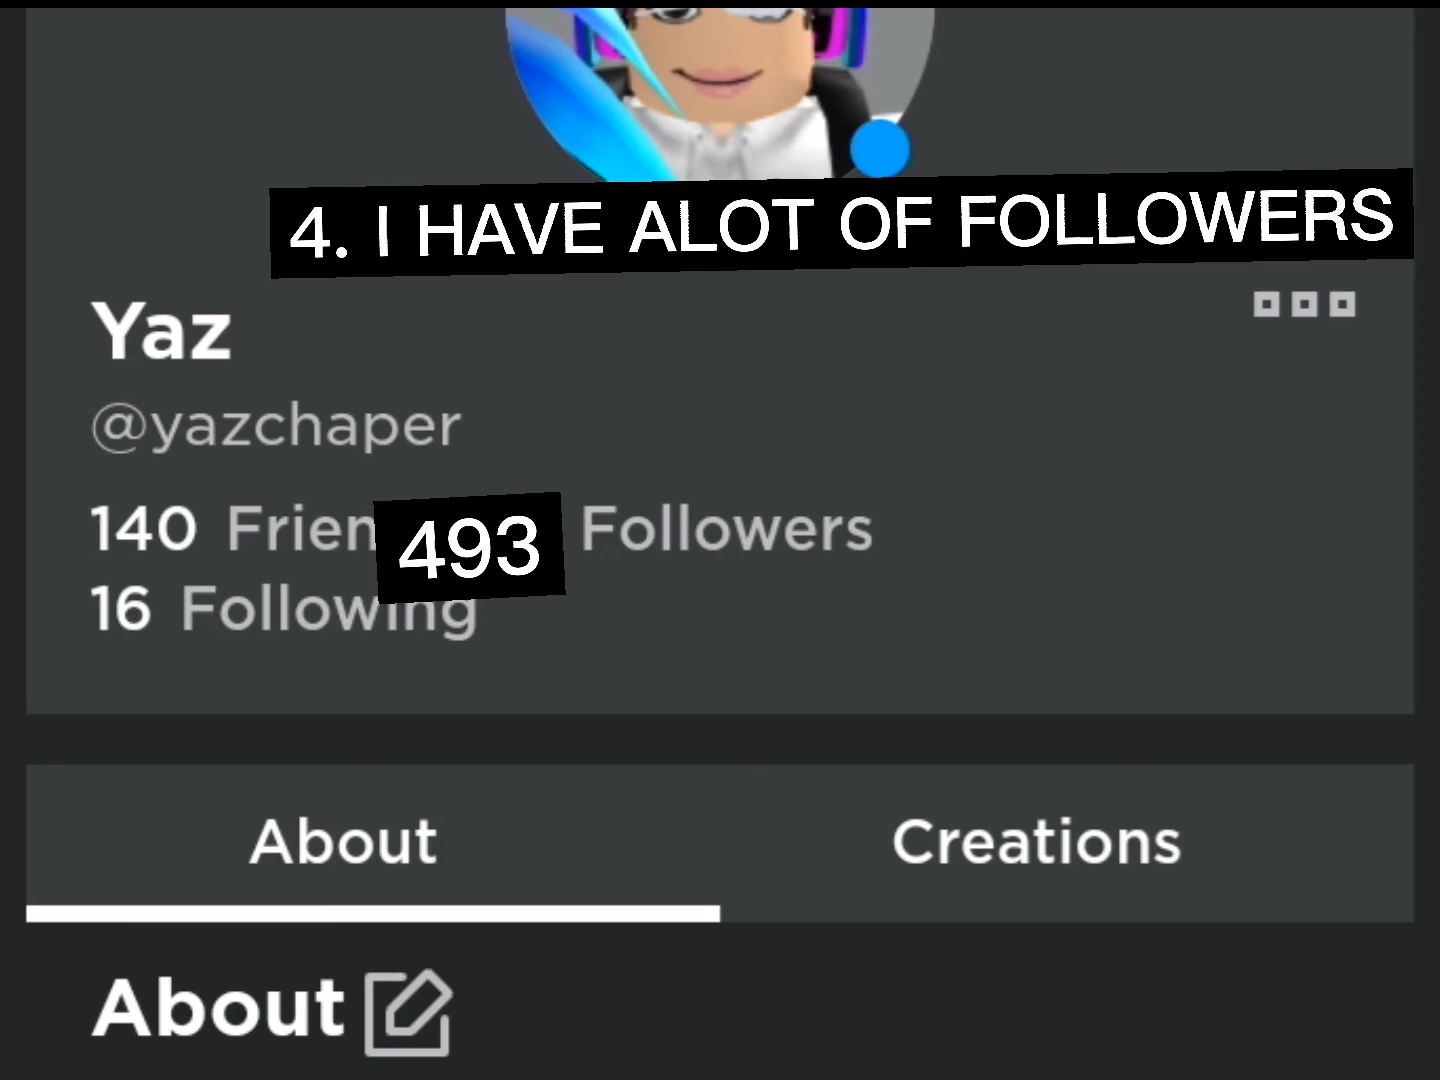 4. I HAVE ALOT OF FOLLOWERS
Yaz
@yazchaper
140 Frien 493 Followers
16 Following
About Creations
About